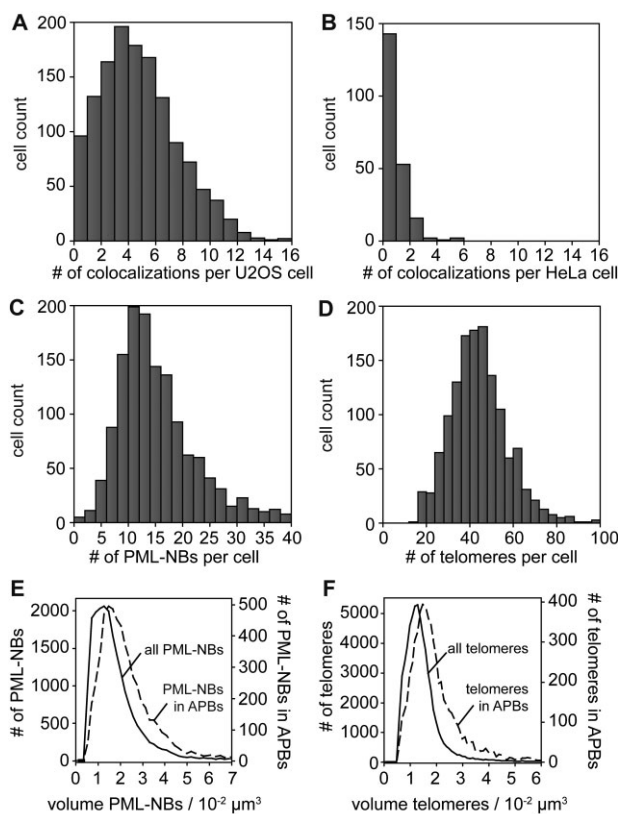 A
200
150
100
50
0
cell count
0 2 4 6 8 10 12 14 16
# of colocalizations per U2OS cell
B
150
100
50
0
cell count
0 2 4 6 8 10 12 14 16
# of colocalizations per HeLa cell
C
200
150
100
50
0
cell count
0 5 10 15 20 25 30 35 40
# of PML-NBs per cell
D
200
150
100
50
0
cell count
0 20 40 60 80 100
# of telomeres per cell
E
2000
1500
1000
500
0
# of PML-NBs
500
400
300
200
100
0
# of PML-NBs in APBs
all PML-NBs
PML-NBs
in APBs
0 1 2 3 4 5 6 7
volume PML-NBs / 10⁻² µm³
F
5000
4000
3000
2000
1000
0
# of telomeres
400
300
200
100
0
# of telomeres in APBs
all telomeres
telomeres
in APBs
0 1 2 3 4 5 6
volume telomeres / 10⁻² µm³